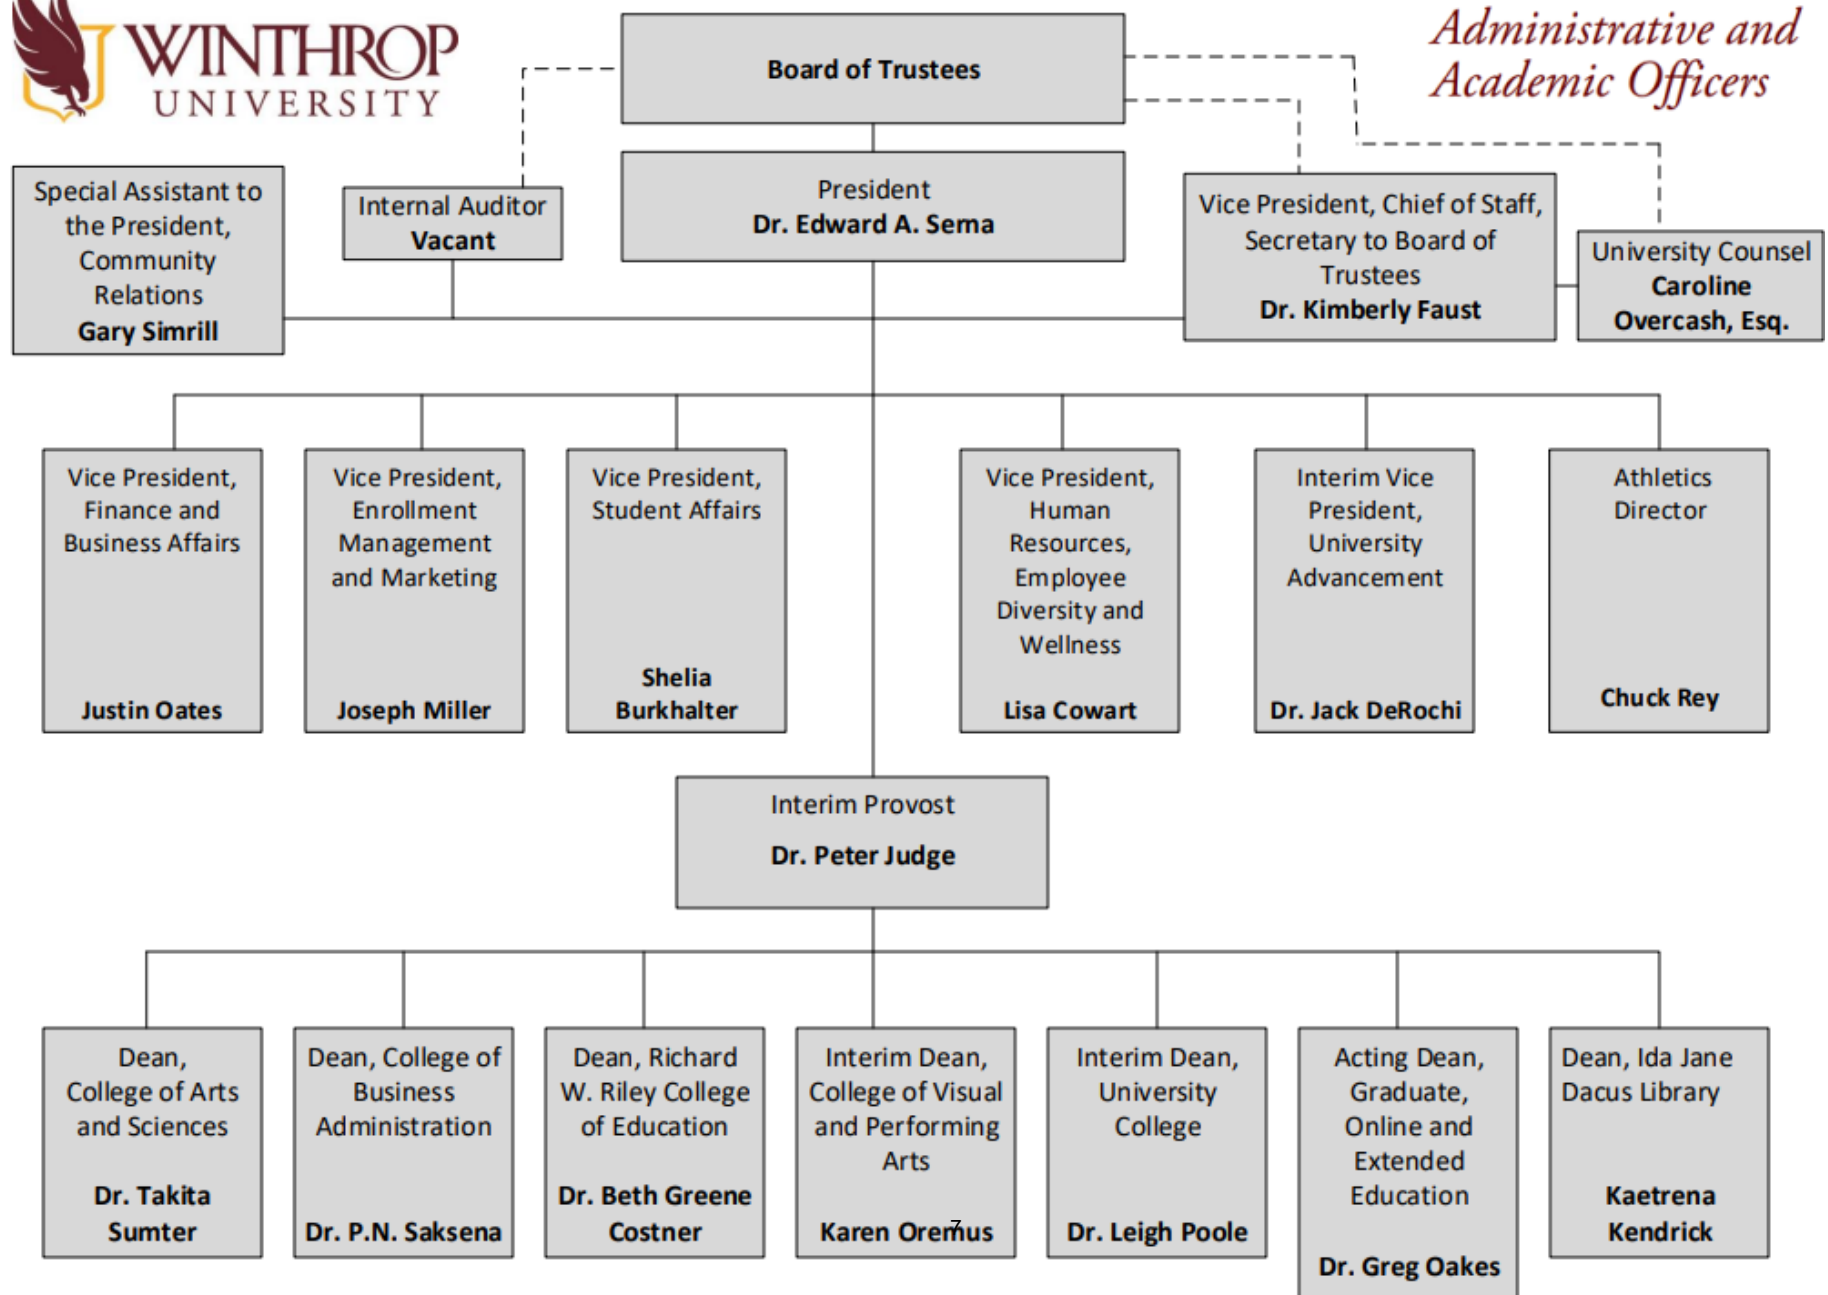 WINTHROP
UNIVERSITY
Administrative and
Academic Officers
Board of Trustees
President
Dr. Edward A. Serna
Special Assistant to
the President,
Community
Relations
Gary Simrill
Internal Auditor
Vacant
Vice President, Chief of Staff,
Secretary to Board of
Trustees
Dr. Kimberly Faust
University Counsel
Caroline
Overcash, Esq.
Vice President,
Finance and
Business Affairs
Justin Oates
Vice President,
Enrollment
Management
and Marketing
Joseph Miller
Vice President,
Student Affairs
Shelia
Burkhalter
Vice President,
Human
Resources,
Employee
Diversity and
Wellness
Lisa Cowart
Interim Vice
President,
University
Advancement
Dr. Jack DeRochi
Athletics
Director
Chuck Rey
Interim Provost
Dr. Peter Judge
Dean,
College of Arts
and Sciences
Dr. Takita
Sumter
Dean, College of
Business
Administration
Dr. P.N. Saksena
Dean, Richard
W. Riley College
of Education
Dr. Beth Greene
Costner
Interim Dean,
College of Visual
and Performing
Arts
Karen Oremus
7
Interim Dean,
University
College
Dr. Leigh Poole
Acting Dean,
Graduate,
Online and
Extended
Education
Dr. Greg Oakes
Dean, Ida Jane
Dacus Library
Kaetrena
Kendrick